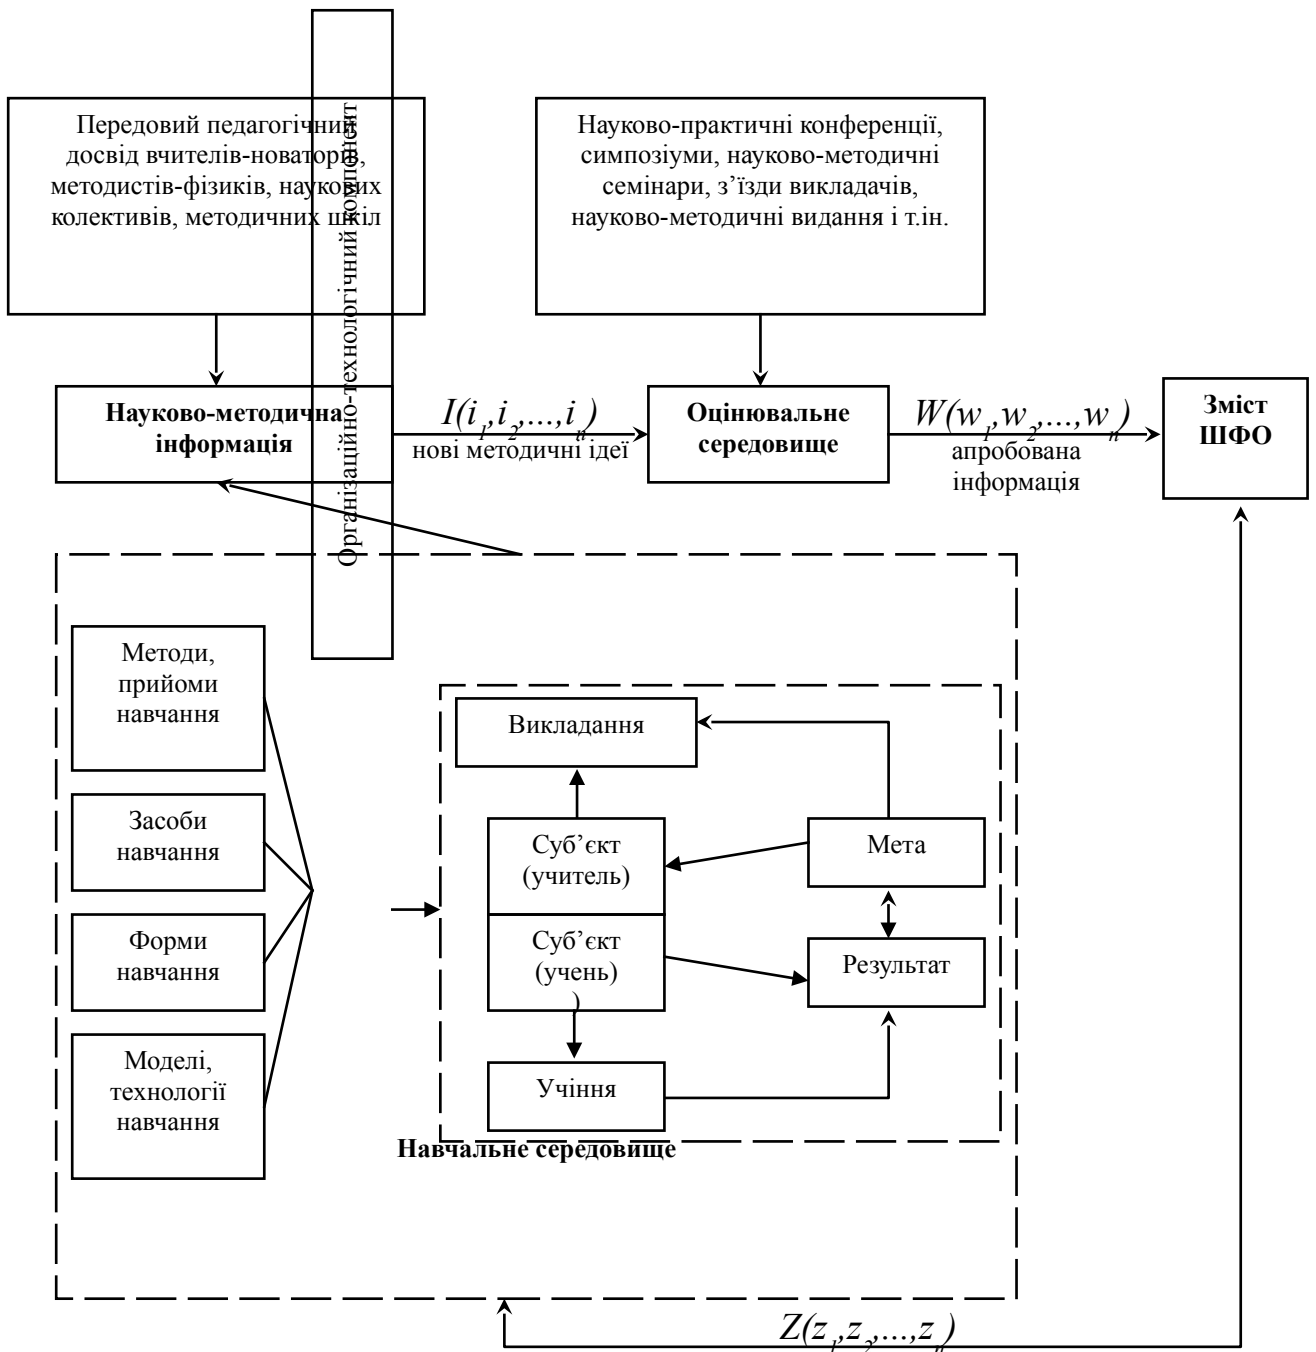 Передовий педагогічний
досвід вчителів-новаторів,
методистів-фізиків, наукових
колективів, методичних шкіл
Науково-практичні конференції,
симпозіуми, науково-методичні
семінари, з’їзди викладачів,
науково-методичні видання і т.ін.
Організаційно-технологічний компонент
Науково-методична
інформація
I(i₁,i₂,...,iₙ)
нові методичні ідеї
Оцінювальне
середовище
W(w₁,w₂,...,wₙ)
апробована
інформація
Зміст
ШФО
Методи,
прийоми
навчання
Засоби
навчання
Форми
навчання
Моделі,
технології
навчання
Викладання
Суб’єкт
(учитель)
Мета
Суб’єкт
(учень)
)
Результат
Учіння
Навчальне середовище
Z(z₁,z₂,...,zₙ)